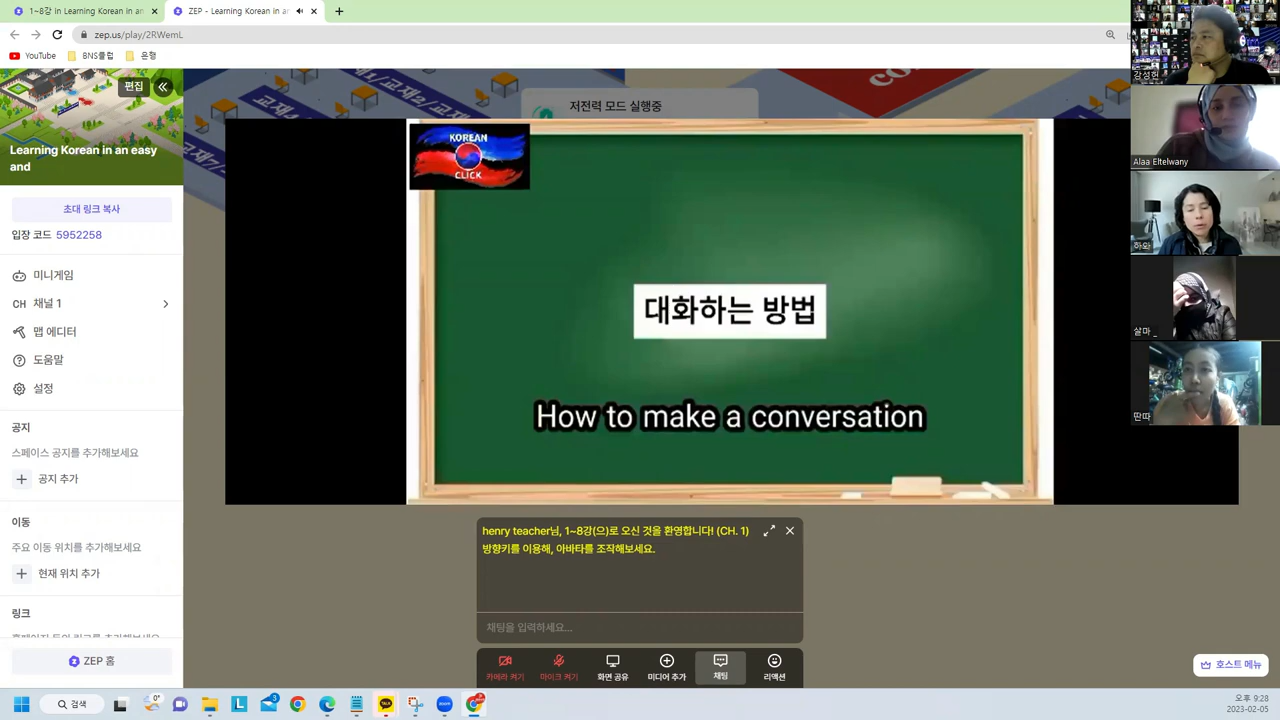 1~8강 in Learning Korean in an e
ZEP - Learning Korean in an er
zep.us/play/2RWemL
YouTube
BNS플럽
은행
편집
Learning Korean in an easy
and
초대 링크 복사
입장 코드 5952258
미니게임
CH 채널 1
맵 에디터
도움말
설정
공지
스페이스 공지를 추가해보세요
공지 추가
이동
주요 이동 위치를 추가해보세요
현재 위치 추가
링크
ZEP 홈
저전력 모드 실행중
KOREAN
CLICK
대화하는 방법
How to make a conversation
henry teacher님, 1~8강(으)로 오신 것을 환영합니다! (CH. 1)
방향키를 이용해, 아바타를 조작해보세요.
채팅을 입력하세요...
카메라 켜기
마이크 켜기
화면 공유
미디어 추가
채팅
리액션
호스트 메뉴
강성헌
Alaa Eltelwany
하와
살마_
딴따
검색
0°
L
3
TALK
zoom
오후 9:28
2023-02-05